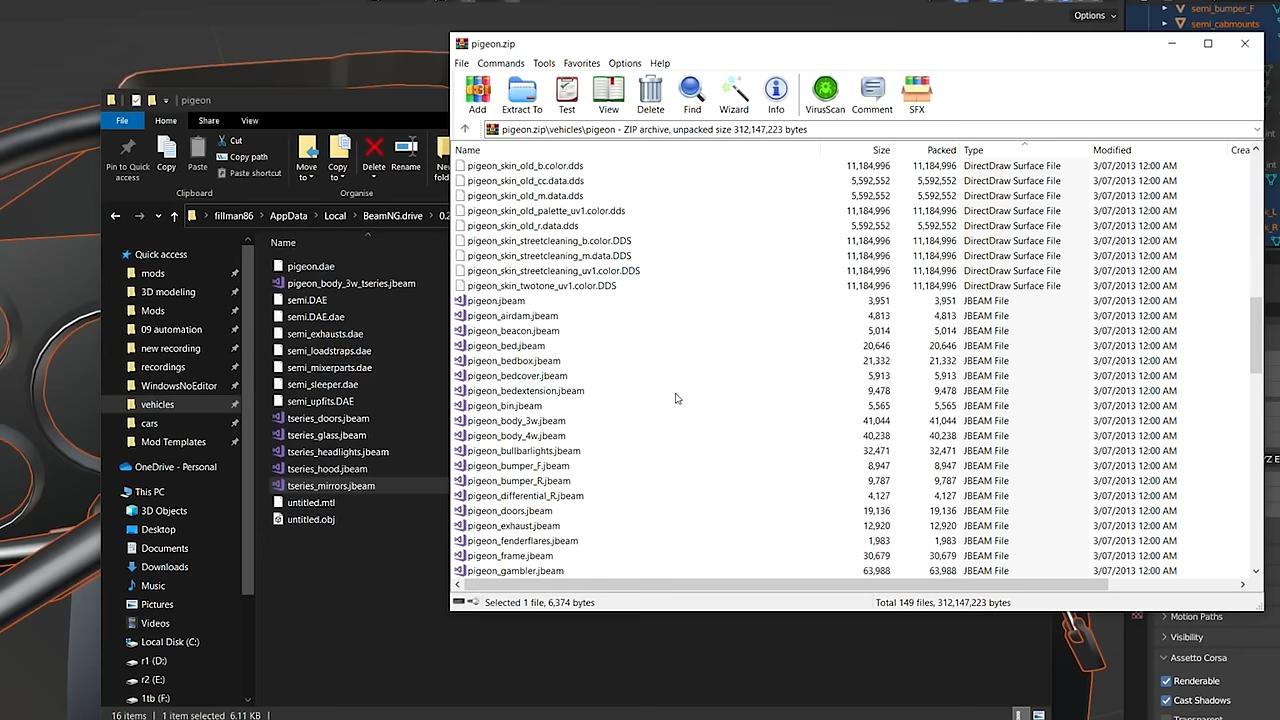 Options
semi_bumper_F
semi_cabmounts
pigeon.zip
File Commands Tools Favorites Options Help
Add Extract To Test View Delete Find Wizard Info VirusScan Comment SFX
pigeon.zip\vehicles\pigeon - ZIP archive, unpacked size 312,147,223 bytes
Name Size Packed Type Modified Crea
pigeon_skin_old_b.color.dds 11,184,996 11,184,996 DirectDraw Surface File 3/07/2013 12:00 AM
pigeon_skin_old_cc.data.dds 5,592,552 5,592,552 DirectDraw Surface File 3/07/2013 12:00 AM
pigeon_skin_old_m.data.dds 5,592,552 5,592,552 DirectDraw Surface File 3/07/2013 12:00 AM
pigeon_skin_old_palette_uv1.color.dds 11,184,996 11,184,996 DirectDraw Surface File 3/07/2013 12:00 AM
pigeon_skin_old_r.data.dds 5,592,552 5,592,552 DirectDraw Surface File 3/07/2013 12:00 AM
pigeon_skin_streetcleaning_b.color.DDS 11,184,996 11,184,996 DirectDraw Surface File 3/07/2013 12:00 AM
pigeon_skin_streetcleaning_m.data.DDS 11,184,996 11,184,996 DirectDraw Surface File 3/07/2013 12:00 AM
pigeon_skin_streetcleaning_uv1.color.DDS 11,184,996 11,184,996 DirectDraw Surface File 3/07/2013 12:00 AM
pigeon_skin_twotone_uv1.color.DDS 11,184,996 11,184,996 DirectDraw Surface File 3/07/2013 12:00 AM
pigeon.jbeam 3,951 3,951 JBEAM File 3/07/2013 12:00 AM
pigeon_airdam.jbeam 4,813 4,813 JBEAM File 3/07/2013 12:00 AM
pigeon_beacon.jbeam 5,014 5,014 JBEAM File 3/07/2013 12:00 AM
pigeon_bed.jbeam 20,646 20,646 JBEAM File 3/07/2013 12:00 AM
pigeon_bedbox.jbeam 21,332 21,332 JBEAM File 3/07/2013 12:00 AM
pigeon_bedcover.jbeam 5,913 5,913 JBEAM File 3/07/2013 12:00 AM
pigeon_bedextension.jbeam 9,478 9,478 JBEAM File 3/07/2013 12:00 AM
pigeon_bin.jbeam 5,565 5,565 JBEAM File 3/07/2013 12:00 AM
pigeon_body_3w.jbeam 41,044 41,044 JBEAM File 3/07/2013 12:00 AM
pigeon_body_4w.jbeam 40,238 40,238 JBEAM File 3/07/2013 12:00 AM
pigeon_bullbarlights.jbeam 32,471 32,471 JBEAM File 3/07/2013 12:00 AM
pigeon_bumper_F.jbeam 8,947 8,947 JBEAM File 3/07/2013 12:00 AM
pigeon_bumper_R.jbeam 9,787 9,787 JBEAM File 3/07/2013 12:00 AM
pigeon_differential_R.jbeam 4,127 4,127 JBEAM File 3/07/2013 12:00 AM
pigeon_doors.jbeam 19,136 19,136 JBEAM File 3/07/2013 12:00 AM
pigeon_exhaust.jbeam 12,920 12,920 JBEAM File 3/07/2013 12:00 AM
pigeon_fenderflares.jbeam 1,983 1,983 JBEAM File 3/07/2013 12:00 AM
pigeon_frame.jbeam 30,679 30,679 JBEAM File 3/07/2013 12:00 AM
pigeon_gambler.jbeam 63,988 63,988 JBEAM File 3/07/2013 12:00 AM
Selected 1 file, 6,374 bytes Total 149 files, 312,147,223 bytes
pigeon
File Home Share View
Pin to Quick access
Copy
Paste
Cut
Copy path
Paste shortcut
Move to
Copy to
Delete
Rename
Clipboard Organise
fillman86 AppData Local BeamNG.drive
Quick access
mods
3D modeling
Mods
09 automation
new recording
recordings
WindowsNoEditor
vehicles
cars
Mod Templates
OneDrive - Personal
This PC
3D Objects
Desktop
Documents
Downloads
Music
Pictures
Videos
Local Disk (C:)
r1 (D:)
r2 (E:)
1tb (F:)
Name
pigeon.dae
pigeon_body_3w_tseries.jbeam
semi.DAE
semi.DAE.dae
semi_exhausts.dae
semi_loadstraps.dae
semi_mixerparts.dae
semi_sleeper.dae
semi_upfits.DAE
tseries_doors.jbeam
tseries_glass.jbeam
tseries_headlights.jbeam
tseries_hood.jbeam
tseries_mirrors.jbeam
untitled.mtl
untitled.obj
16 items 1 item selected 6.11 KB
Motion Paths
Visibility
Assetto Corsa
Renderable
Cast Shadows
Transparent